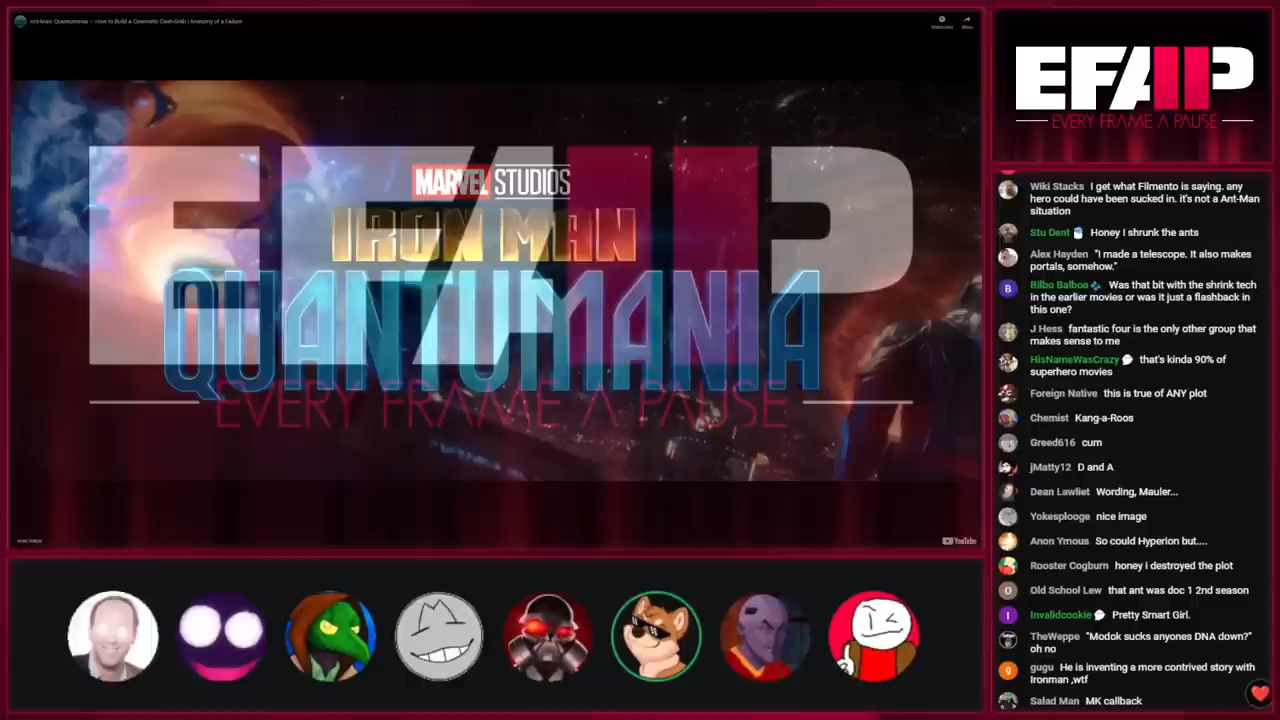 Ant-Man: Quantumania – How to Build a Cinematic Cash-Grab | Anatomy of a Failure
Share
EFAP
MARVEL STUDIOS
IRON MAN
QUANTUMANIA
EVERY FRAME A PAUSE
MORE VIDEOS
YouTube
EFAP
EVERY FRAME A PAUSE
Wiki Stacks I get what Filmento is saying. any
hero could have been sucked in. it's not a Ant-Man
situation
Stu Dent Honey I shrunk the ants
Alex Hayden "I made a telescope. It also makes
portals, somehow."
Bilbo Balboa Was that bit with the shrink tech
in the earlier movies or was it just a flashback in
this one?
J Hess fantastic four is the only other group that
makes sense to me
HisNameWasCrazy that's kinda 90% of
superhero movies
Foreign Native this is true of ANY plot
Chemist Kang-a-Roos
Greed616 cum
jMatty12 D and A
Dean Lawliet Wording, Mauler...
Yokesplooge nice image
Anon Ymous So could Hyperion but....
Rooster Cogburn honey i destroyed the plot
Old School Lew that ant was doc 1 2nd season
Invalidcookie Pretty Smart Girl.
TheWeppe "Modok sucks anyones DNA down?"
oh no
gugu He is inventing a more contrived story with
Ironman ,wtf
Salad Man MK callback